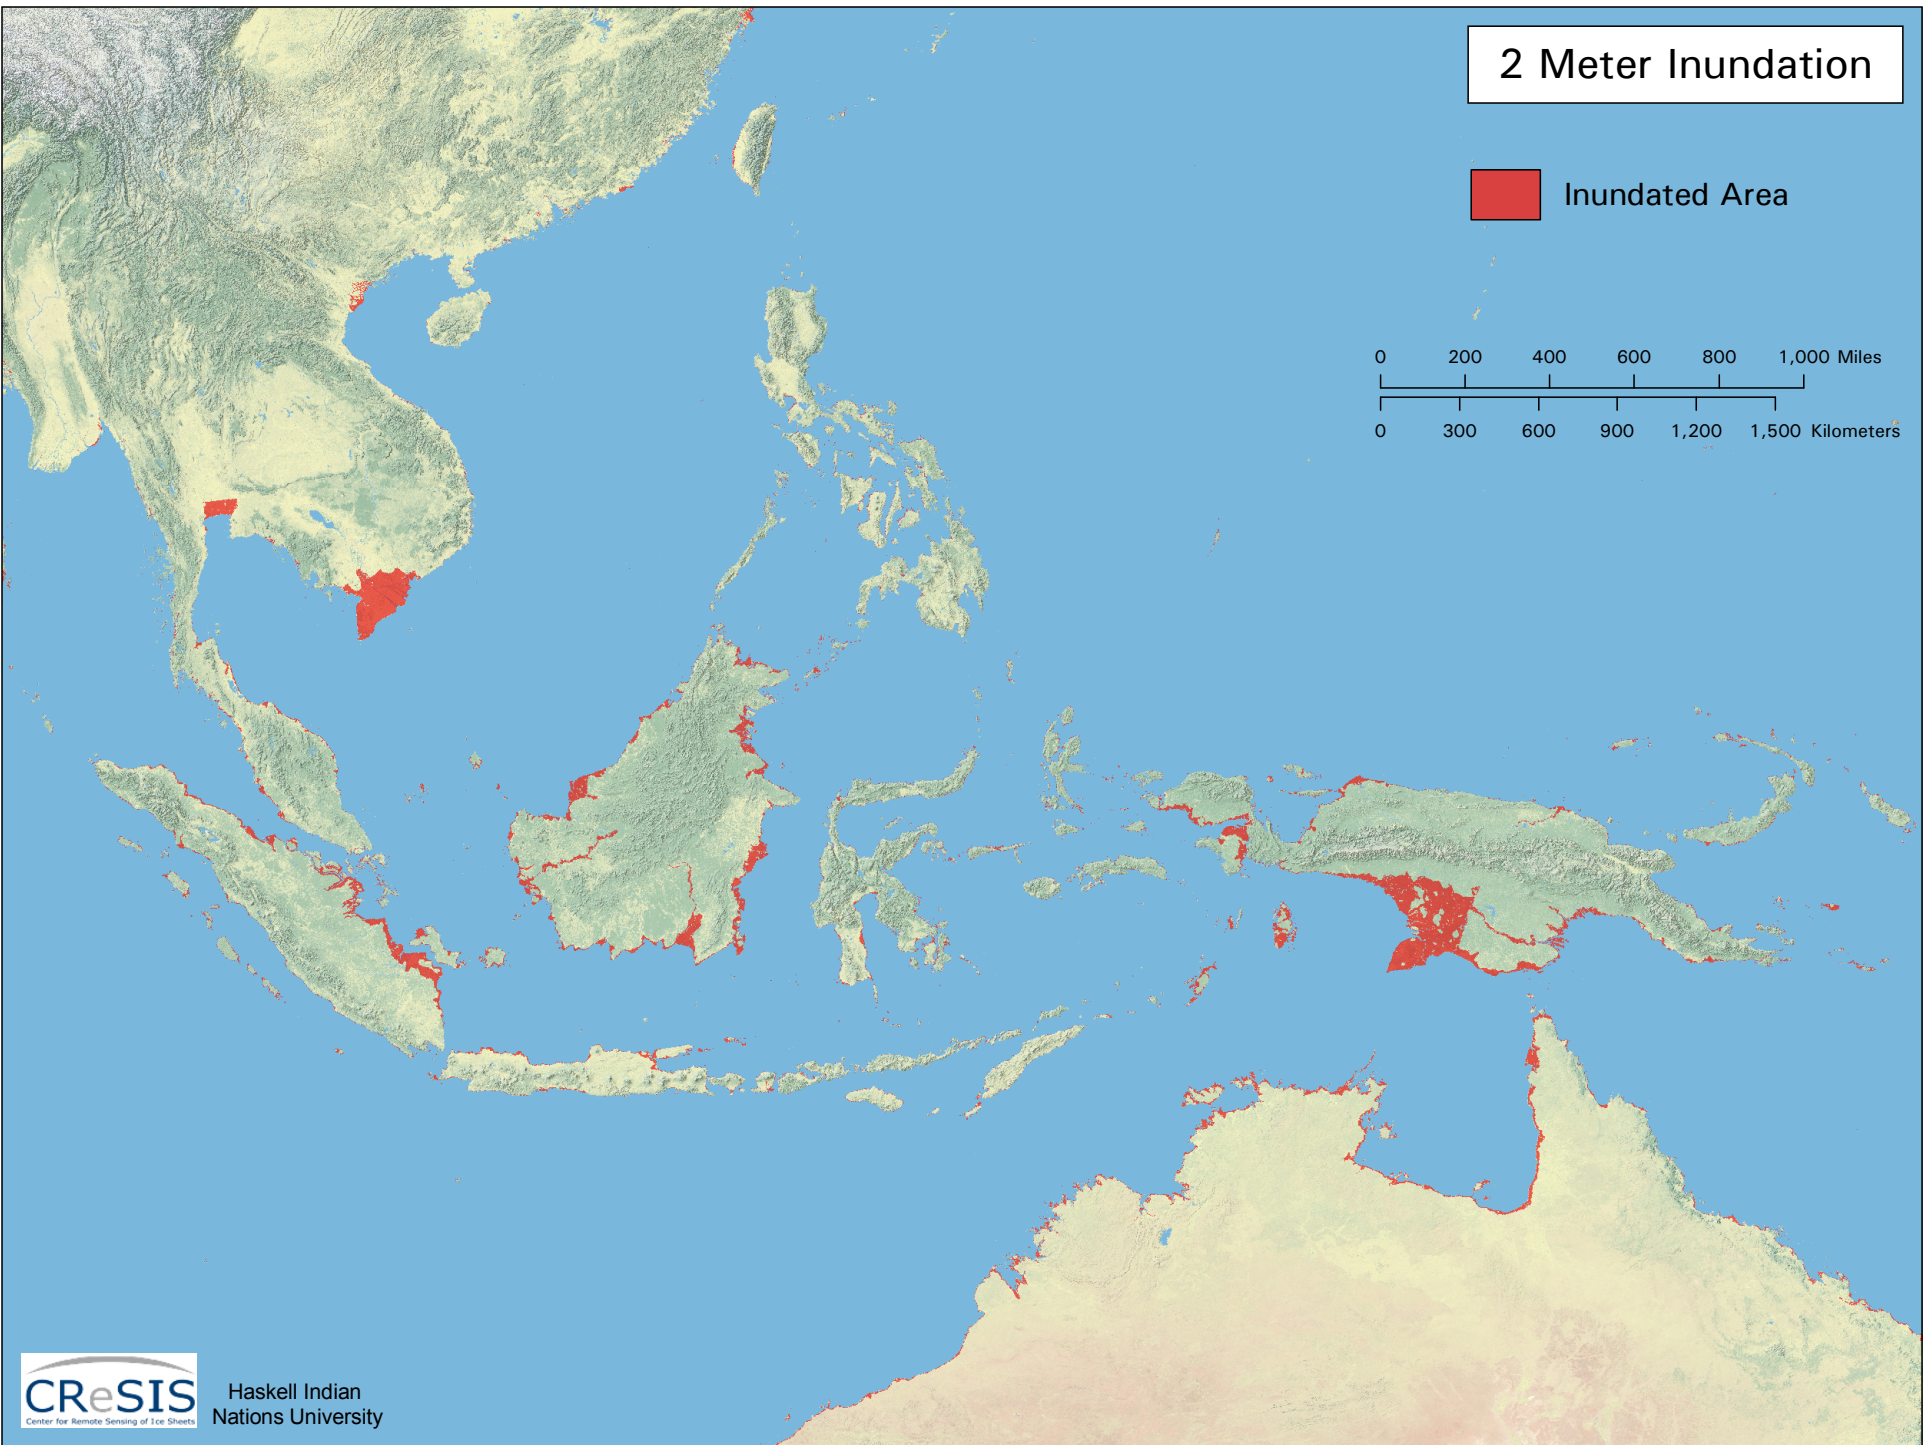 2 Meter Inundation
Inundated Area
0 200 400 600 800 1,000 Miles
0 300 600 900 1,200 1,500 Kilometers
CReSIS
Center for Remote Sensing of Ice Sheets
Haskell Indian
Nations University